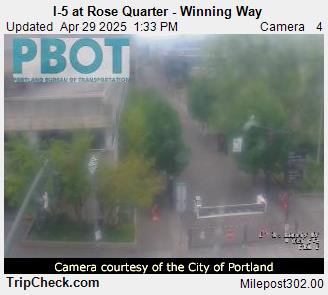 I-5 at Rose Quarter - Winning Way
Updated Apr 29 2025 1:33 PM Camera 4
PBOT
PORTLAND BUREAU OF TRANSPORTATION
Camera courtesy of the City of Portland
TripCheck.com Milepost302.00